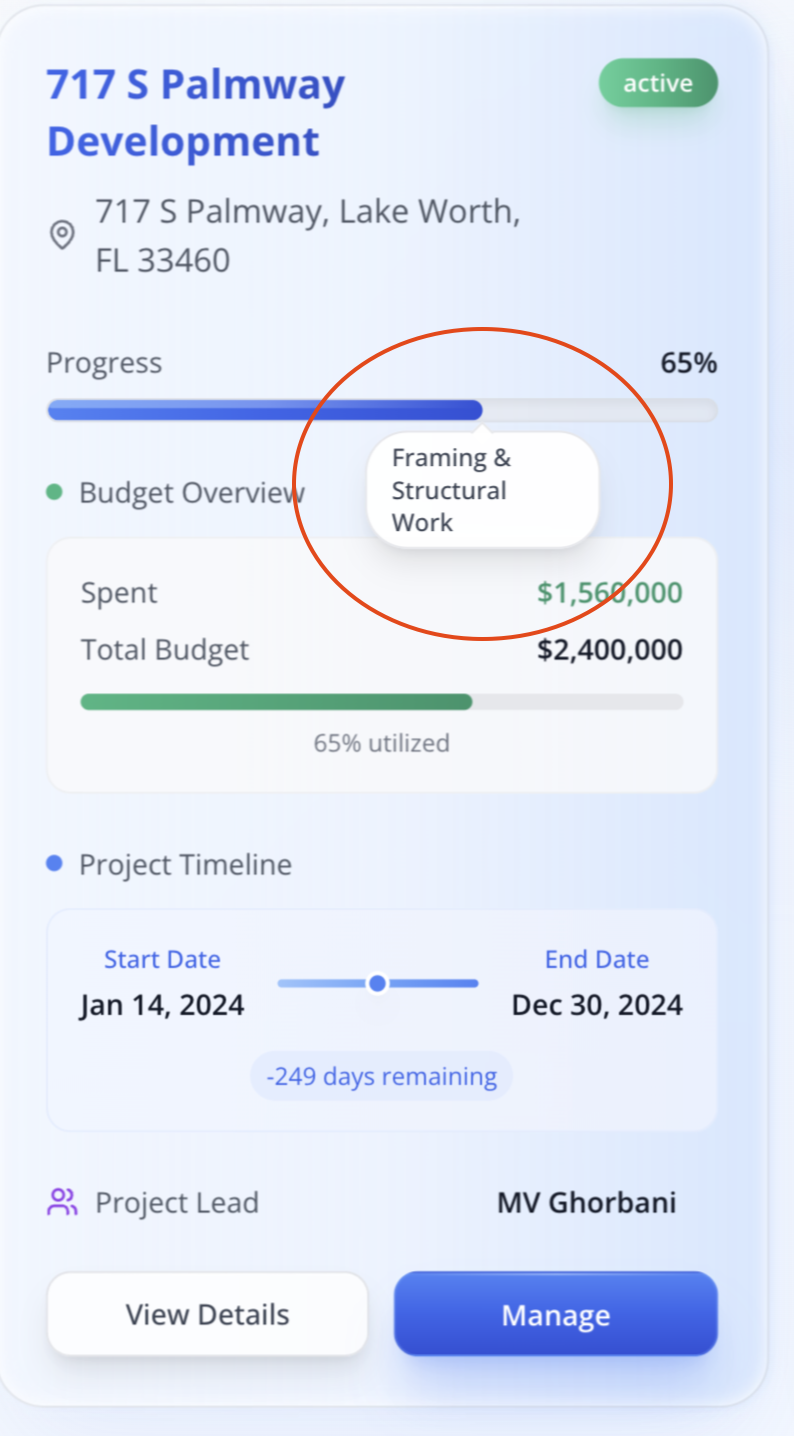 717 S Palmway
Development
active
717 S Palmway, Lake Worth,
FL 33460
Progress
65%
Framing &
Structural
Work
Budget Overview
Spent
$1,560,000
Total Budget
$2,400,000
65% utilized
Project Timeline
Start Date
End Date
Jan 14, 2024
Dec 30, 2024
-249 days remaining
Project Lead
MV Ghorbani
View Details
Manage